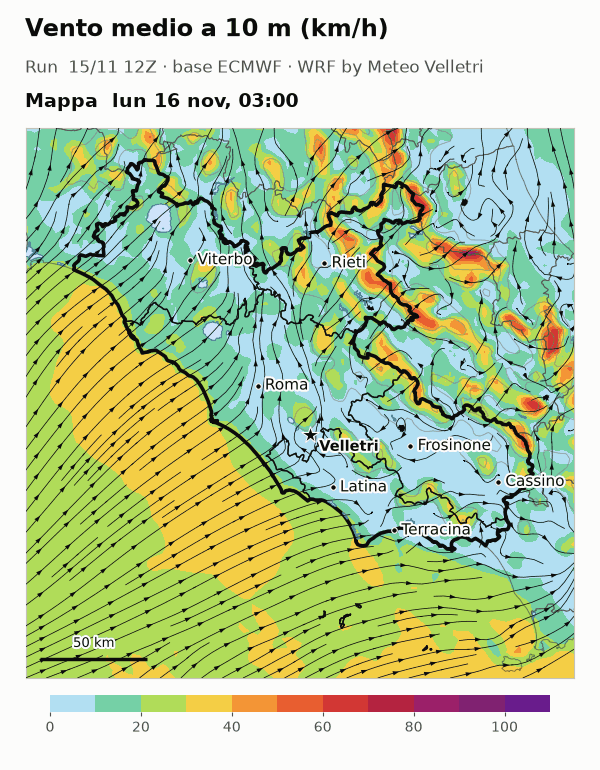 Vento medio a 10 m (km/h)
Run  15/11 12Z · base ECMWF · WRF by Meteo Velletri
Mappa  lun 16 nov, 03:00
Viterbo
Rieti
Roma
Velletri
Frosinone
Latina
Cassino
Terracina
50 km
0 20 40 60 80 100